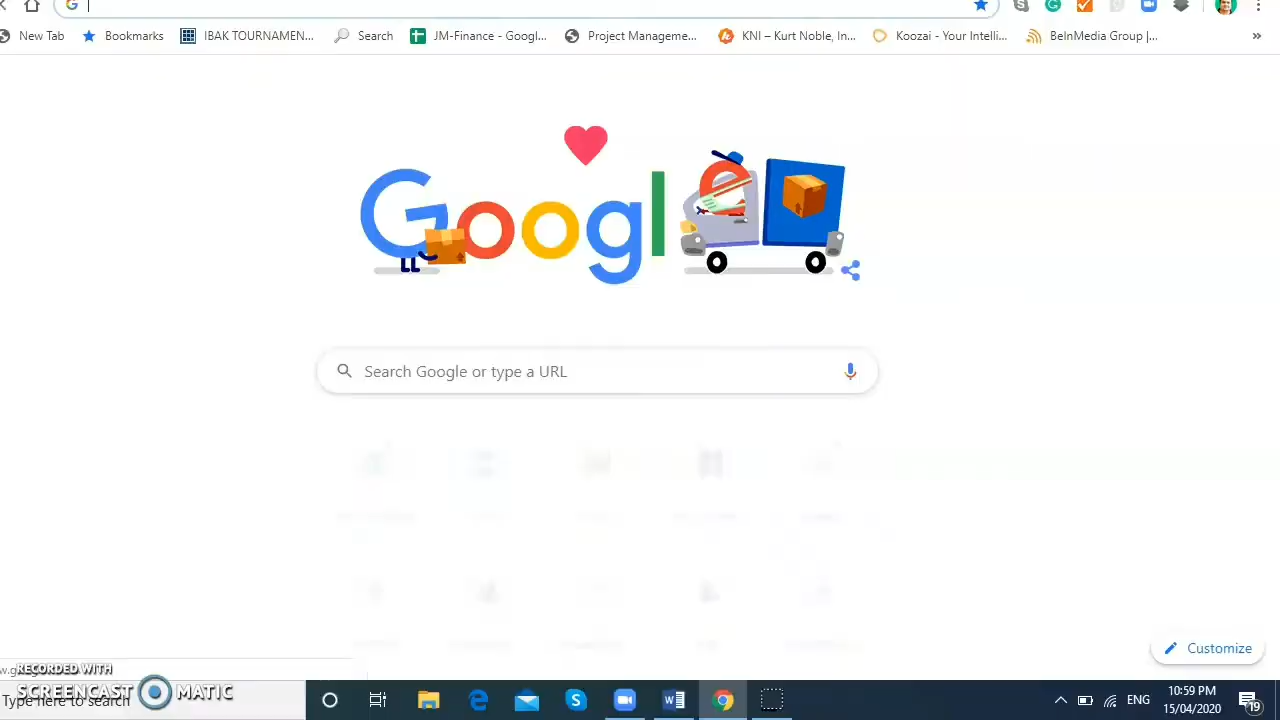 New Tab
Bookmarks
IBAK TOURNAMEN...
Search
JM-Finance - Googl...
Project Manageme...
KNI – Kurt Noble, In...
Koozai - Your Intelli...
BeInMedia Group |...
»
Google
Search Google or type a URL
Customize
RECORDED WITH
SCREENCAST MATIC
Type here to search
ENG
10:59 PM
15/04/2020
19